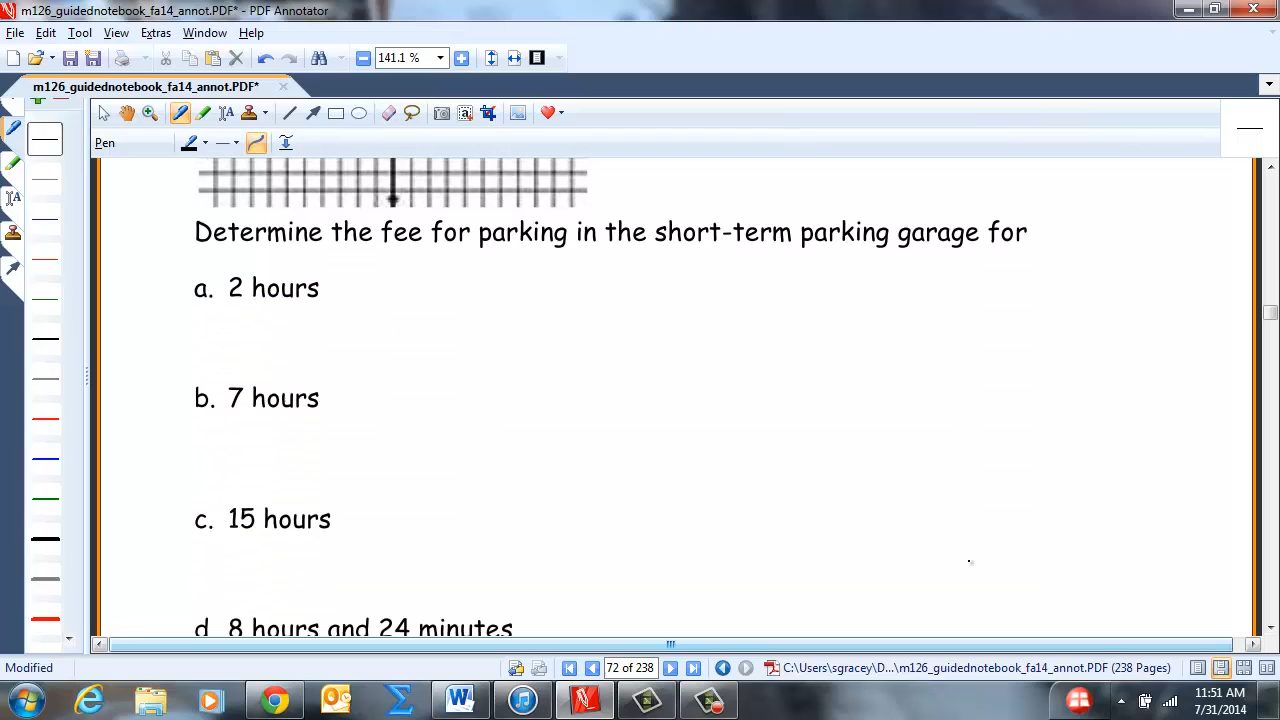 m126_guidednotebook_fa14_annot.PDF* - PDF Annotator
File Edit Tool View Extras Window Help
141.1 %
m126_guidednotebook_fa14_annot.PDF*
Pen
Determine the fee for parking in the short-term parking garage for
a. 2 hours
b. 7 hours
c. 15 hours
d 8 hours and 24 minutes
Modified
72 of 238
C:\Users\sgracey\D...\m126_guidednotebook_fa14_annot.PDF (238 Pages)
11:51 AM
7/31/2014